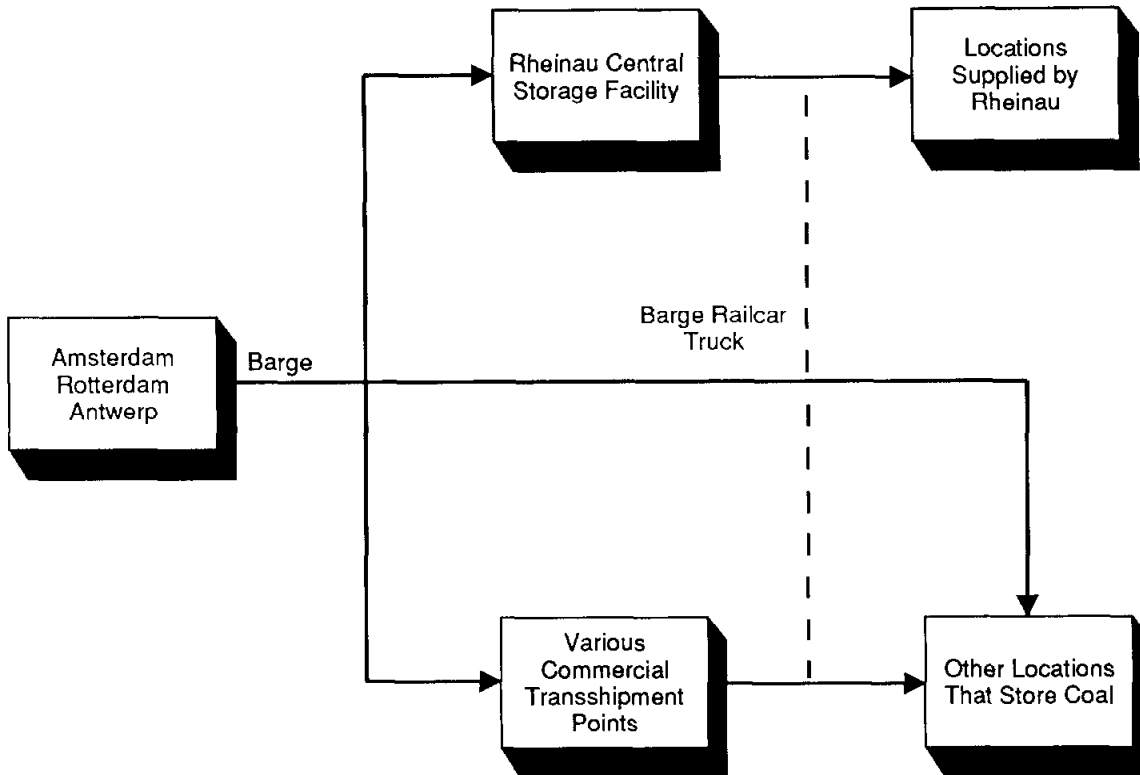 Rheinau Central
Storage Facility
Locations
Supplied by
Rheinau
Barge Railcar
Truck
Amsterdam
Rotterdam
Antwerp
Barge
Various
Commercial
Transshipment
Points
Other Locations
That Store Coal